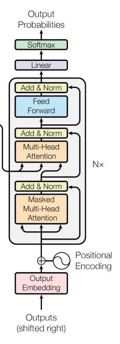 Output
Probabilities
Softmax
Linear
Add & Norm
Feed
Forward
Add & Norm
Multi-Head
Attention
N×
Add & Norm
Masked
Multi-Head
Attention
Positional
Encoding
Output
Embedding
Outputs
(shifted right)